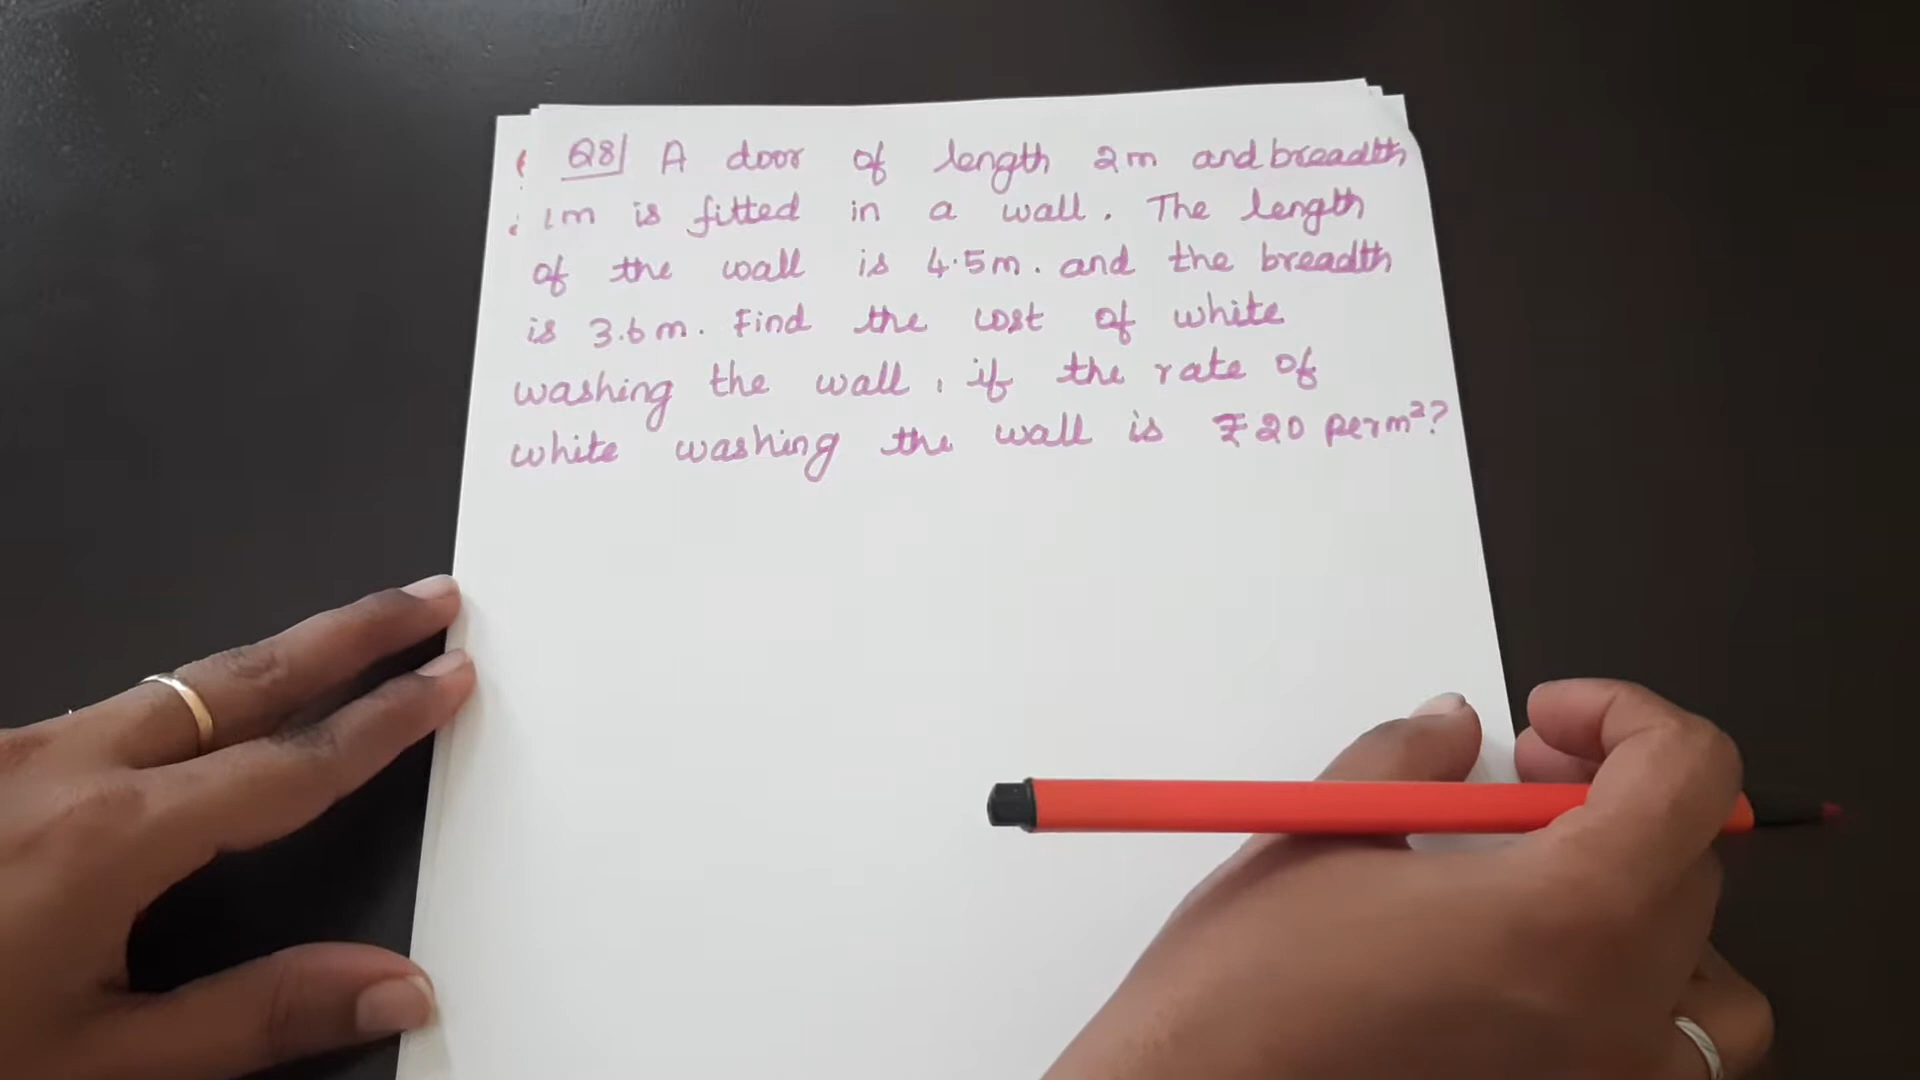 Q8| A door of length 2m and breadth
1m is fitted in a wall. The length
of the wall is 4.5m. and the breadth
is 3.6m. Find the cost of white
washing the wall, if the rate of
white washing the wall is ₹20 per m²?